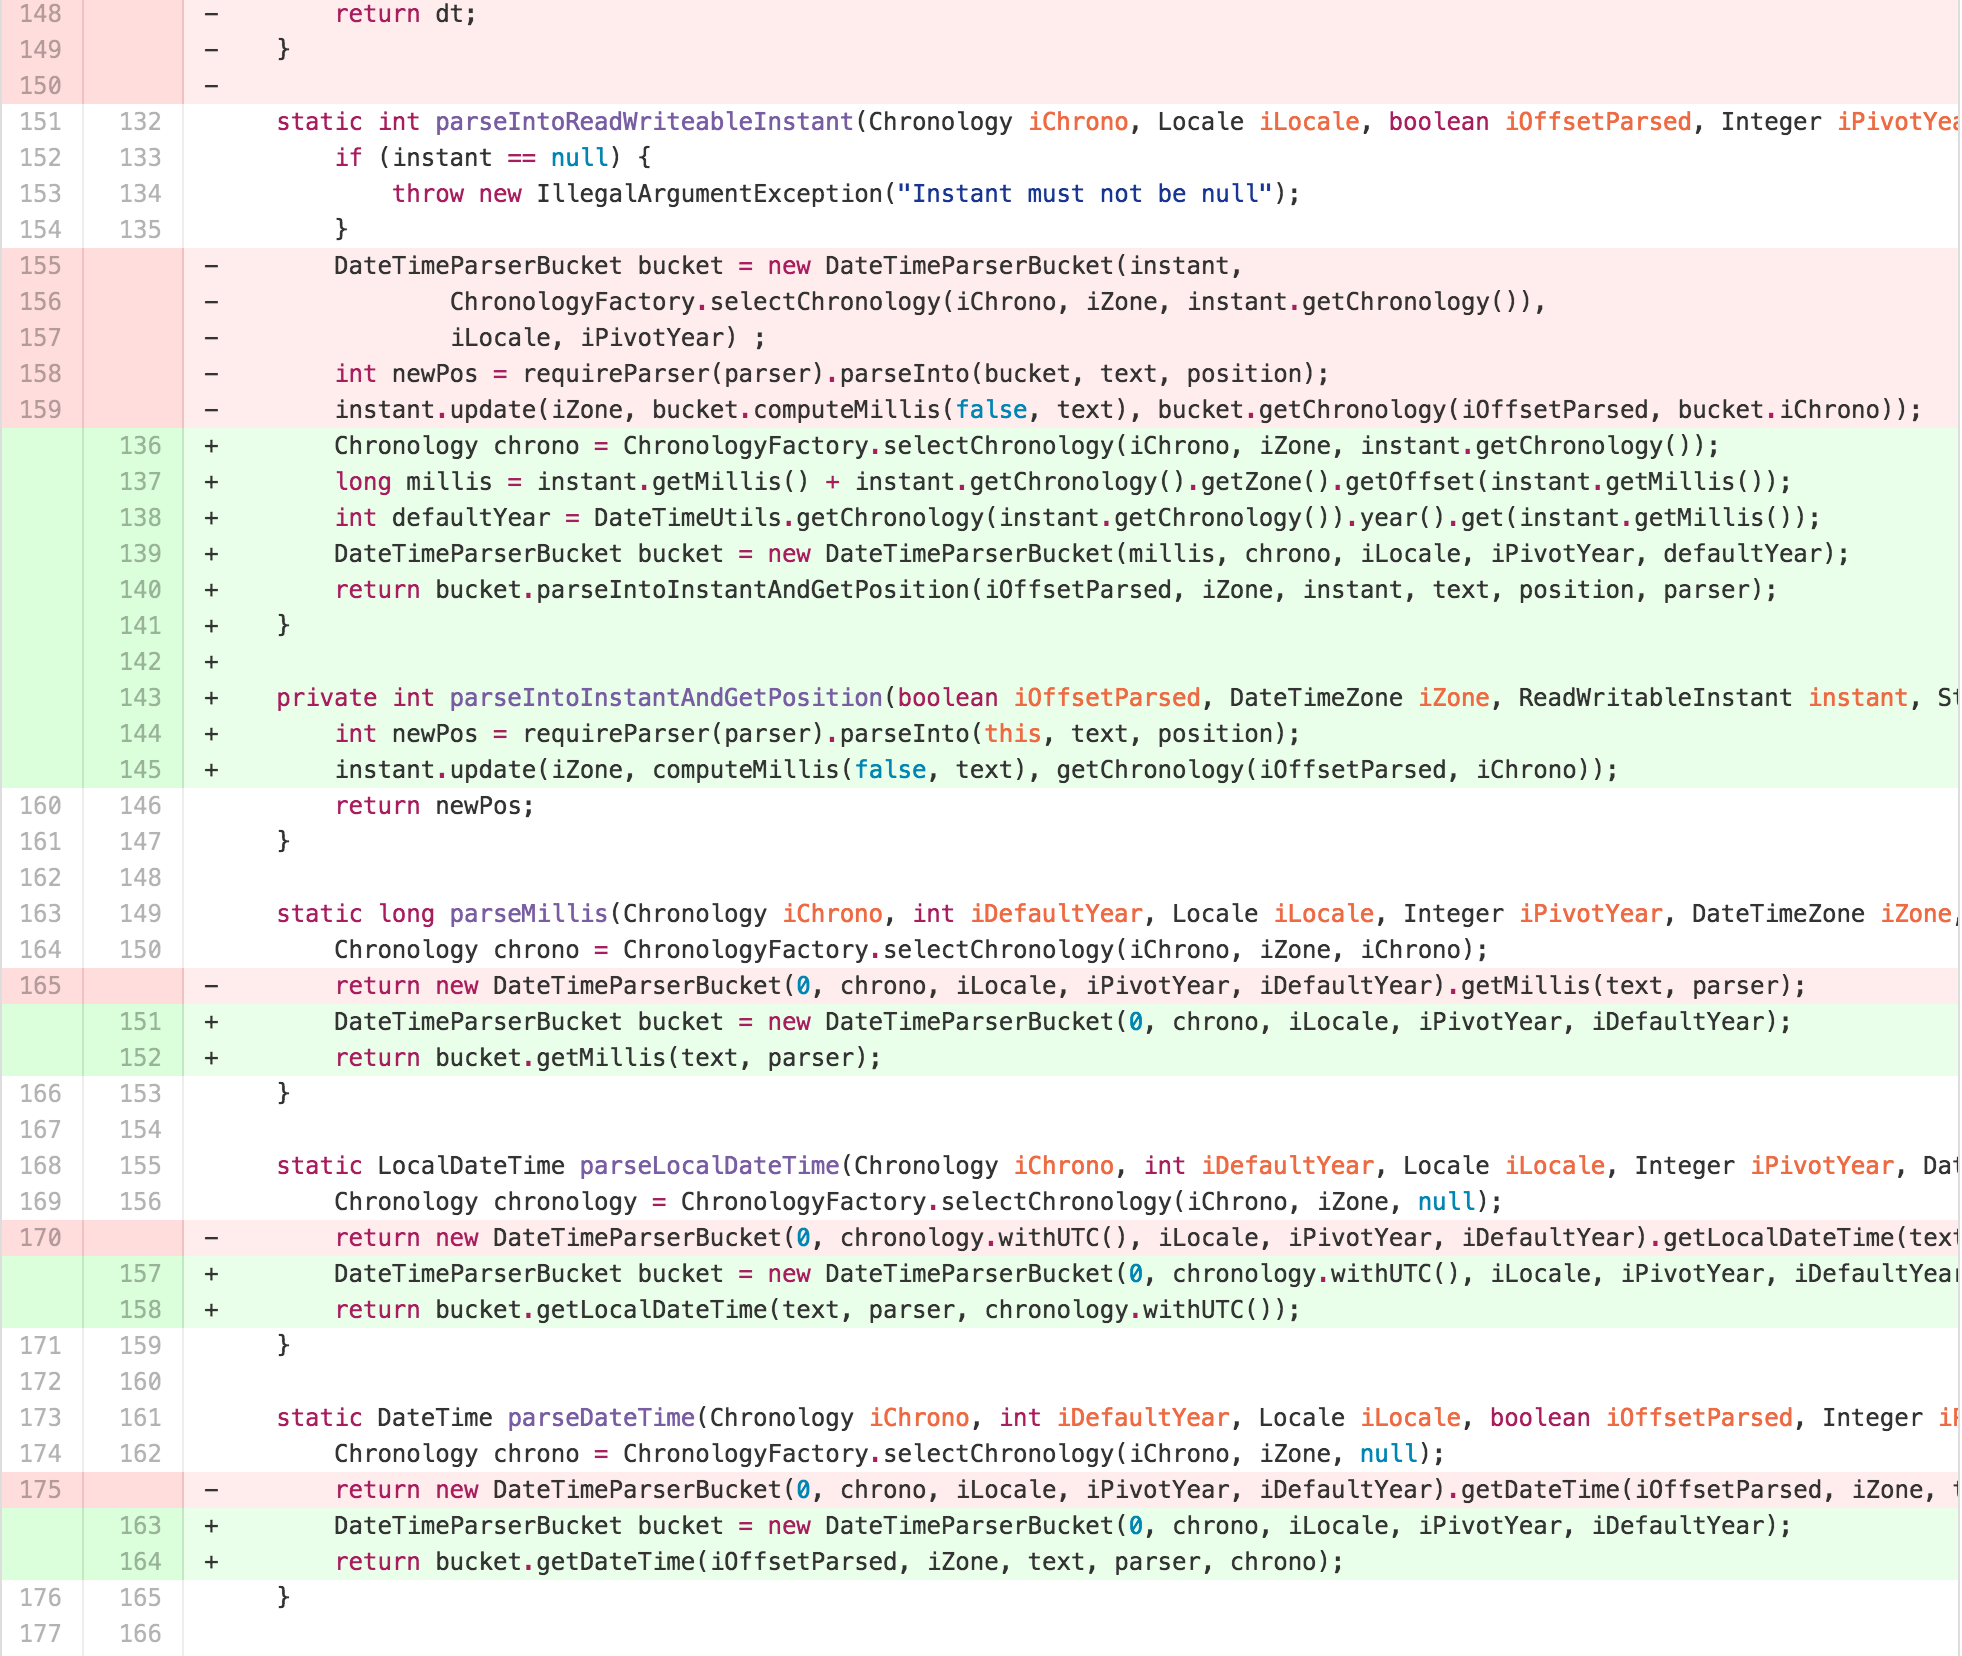 148 - return dt;
149 - }
150 -
151 132 static int parseIntoReadWriteableInstant(Chronology iChrono, Locale iLocale, boolean iOffsetParsed, Integer
152 133 if (instant == null) {
153 134 throw new IllegalArgumentException("Instant must not be null");
154 135 }
155 - DateTimeParserBucket bucket = new DateTimeParserBucket(instant,
156 - ChronologyFactory.selectChronology(iChrono, iZone, instant.getChronology()),
157 - iLocale, iPivotYear) ;
158 - int newPos = requireParser(parser).parseInto(bucket, text, position);
159 - instant.update(iZone, bucket.computeMillis(false, text), bucket.getChronology(iOffsetParsed, bucket.iChrono));
136 + Chronology chrono = ChronologyFactory.selectChronology(iChrono, iZone, instant.getChronology());
137 + long millis = instant.getMillis() + instant.getChronology().getZone().getOffset(instant.getMillis());
138 + int defaultYear = DateTimeUtils.getChronology(instant.getChronology()).year().get(instant.getMillis());
139 + DateTimeParserBucket bucket = new DateTimeParserBucket(millis, chrono, iLocale, iPivotYear, defaultYear);
140 + return bucket.parseIntoInstantAndGetPosition(iOffsetParsed, iZone, instant, text, position, parser);
141 + }
142 +
143 + private int parseIntoInstantAndGetPosition(boolean iOffsetParsed, DateTimeZone iZone, ReadWritableInstant instant,
144 + int newPos = requireParser(parser).parseInto(this, text, position);
145 + instant.update(iZone, computeMillis(false, text), getChronology(iOffsetParsed, iChrono));
160 146 return newPos;
161 147 }
162 148
163 149 static long parseMillis(Chronology iChrono, int iDefaultYear, Locale iLocale, Integer iPivotYear, DateTimeZone iZone,
164 150 Chronology chrono = ChronologyFactory.selectChronology(iChrono, iZone, iChrono);
165 - return new DateTimeParserBucket(0, chrono, iLocale, iPivotYear, iDefaultYear).getMillis(text, parser);
151 + DateTimeParserBucket bucket = new DateTimeParserBucket(0, chrono, iLocale, iPivotYear, iDefaultYear);
152 + return bucket.getMillis(text, parser);
166 153 }
167 154
168 155 static LocalDateTime parseLocalDateTime(Chronology iChrono, int iDefaultYear, Locale iLocale, Integer iPivotYear,
169 156 Chronology chronology = ChronologyFactory.selectChronology(iChrono, iZone, null);
170 - return new DateTimeParserBucket(0, chronology.withUTC(), iLocale, iPivotYear, iDefaultYear).getLocalDateTime(
157 + DateTimeParserBucket bucket = new DateTimeParserBucket(0, chronology.withUTC(), iLocale, iPivotYear,
158 + return bucket.getLocalDateTime(text, parser, chronology.withUTC());
171 159 }
172 160
173 161 static DateTime parseDateTime(Chronology iChrono, int iDefaultYear, Locale iLocale, boolean iOffsetParsed, Integer
174 162 Chronology chrono = ChronologyFactory.selectChronology(iChrono, iZone, null);
175 - return new DateTimeParserBucket(0, chrono, iLocale, iPivotYear, iDefaultYear).getDateTime(iOffsetParsed, iZone,
163 + DateTimeParserBucket bucket = new DateTimeParserBucket(0, chrono, iLocale, iPivotYear, iDefaultYear);
164 + return bucket.getDateTime(iOffsetParsed, iZone, text, parser, chrono);
176 165 }
177 166